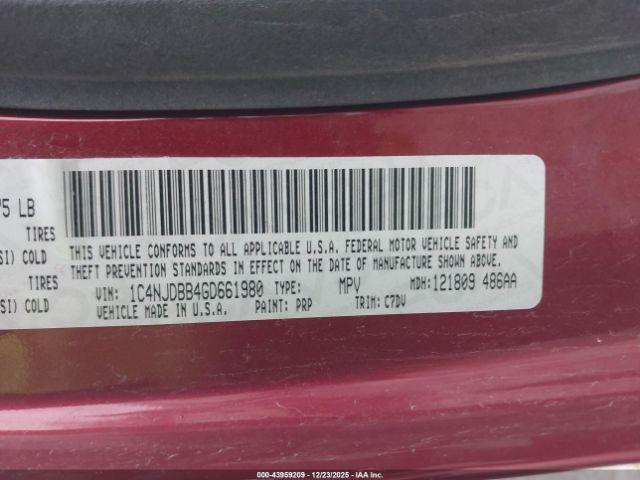 75 LB
TIRES
SI) COLD
TIRES
SI) COLD
THIS VEHICLE CONFORMS TO ALL APPLICABLE U.S.A. FEDERAL MOTOR VEHICLE SAFETY AND
THEFT PREVENTION STANDARDS IN EFFECT ON THE DATE OF MANUFACTURE SHOWN ABOVE.
VIN: 1C4NJDBB4GD661980 TYPE: MPV MDH: 121809 486AA
VEHICLE MADE IN U.S.A. PAINT: PRP TRIM: C7DV
000-43959209 - 12/23/2025 - IAA Inc.